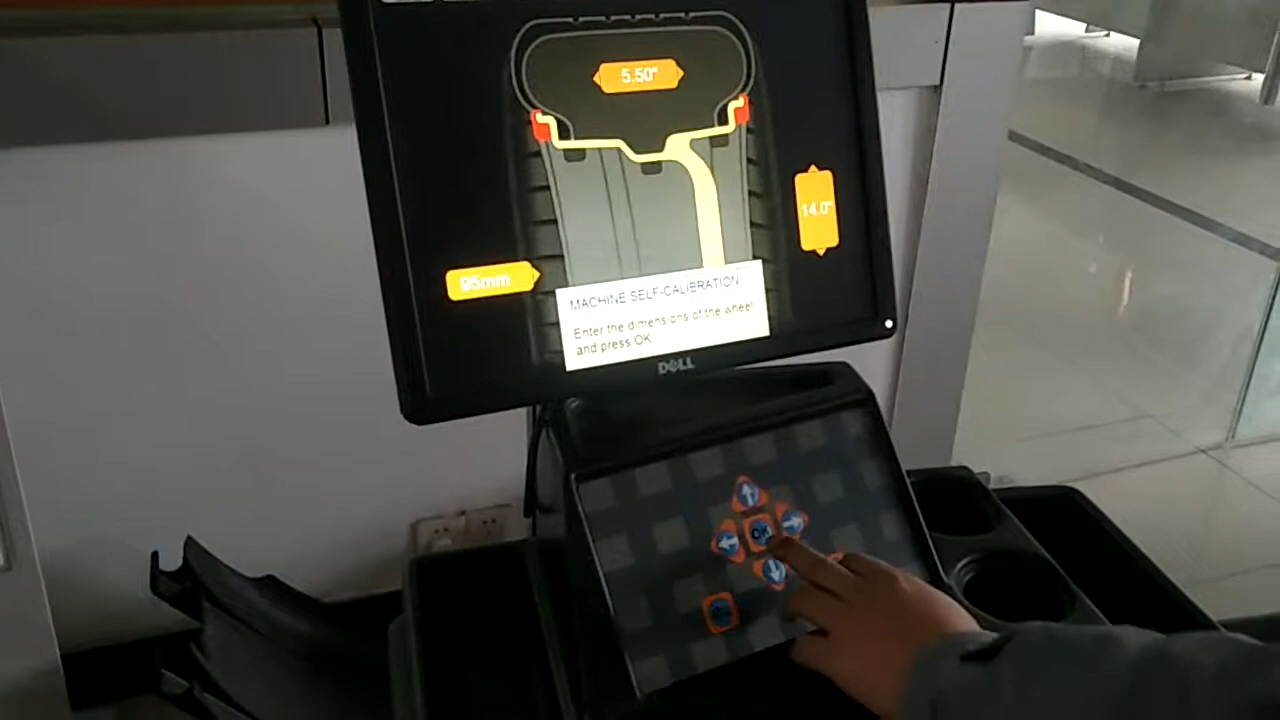 5.50"
14.0"
95mm
MACHINE SELF-CALIBRATION
Enter the dimensions of the wheel
and press OK
DELL
OK